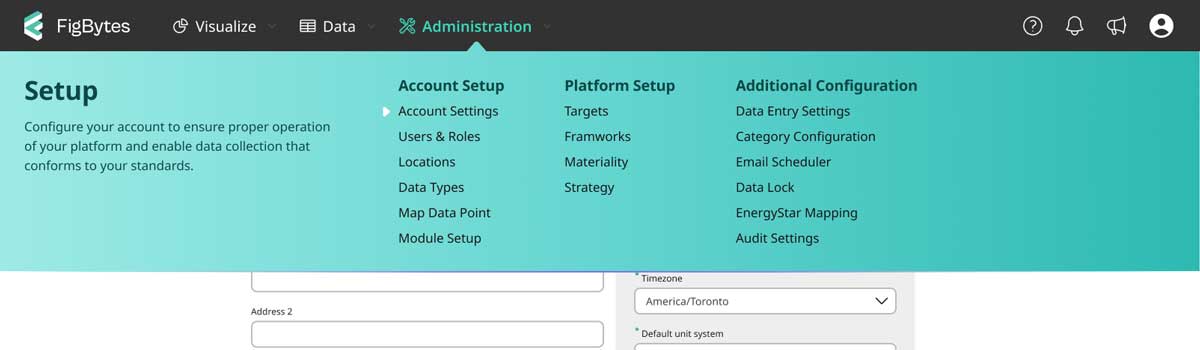 FigBytes
Visualize
Data
Administration
Setup
Configure your account to ensure proper operation
of your platform and enable data collection that
conforms to your standards.
Account Setup
Account Settings
Users & Roles
Locations
Data Types
Map Data Point
Module Setup
Platform Setup
Targets
Framworks
Materiality
Strategy
Additional Configuration
Data Entry Settings
Category Configuration
Email Scheduler
Data Lock
EnergyStar Mapping
Audit Settings
Address 2
* Timezone
America/Toronto
* Default unit system